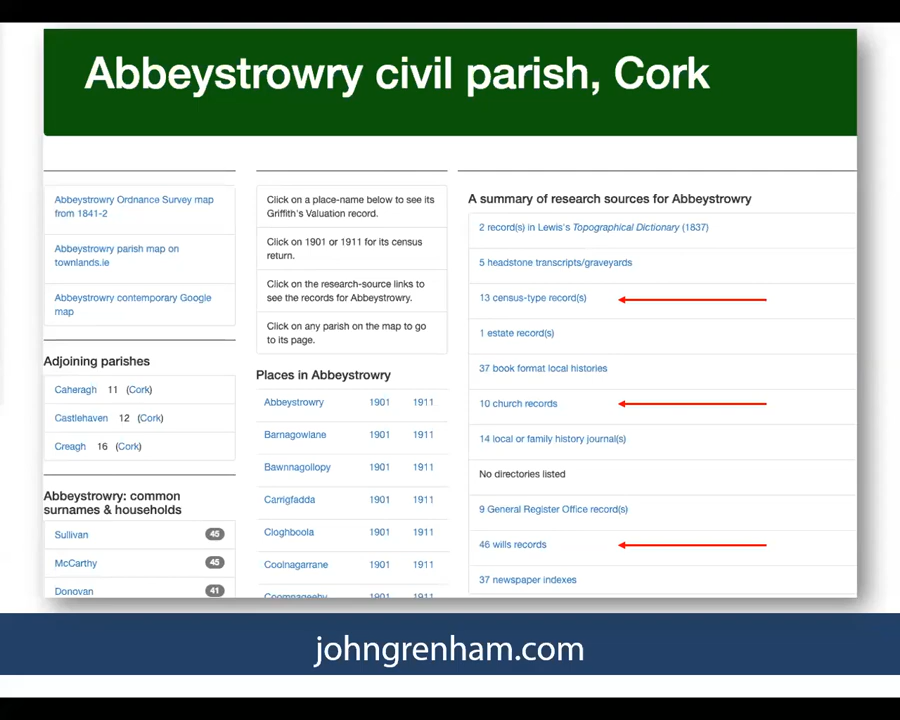 Abbeystrowry civil parish, Cork
Abbeystrowry Ordnance Survey map
from 1841-2
Abbeystrowry parish map on
townlands.ie
Abbeystrowry contemporary Google
map
Adjoining parishes
Caheragh 11 (Cork)
Castlehaven 12 (Cork)
Creagh 16 (Cork)
Abbeystrowry: common
surnames & households
Sullivan 45
McCarthy 45
Donovan 41
Click on a place-name below to see its
Griffith's Valuation record.
Click on 1901 or 1911 for its census
return.
Click on the research-source links to
see the records for Abbeystrowry.
Click on any parish on the map to go
to its page.
Places in Abbeystrowry
Abbeystrowry 1901 1911
Barnagowlane 1901 1911
Bawnnagollopy 1901 1911
Carrigfadda 1901 1911
Cloghboola 1901 1911
Coolnagarrane 1901 1911
Coomnageehy 1901 1911
A summary of research sources for Abbeystrowry
2 record(s) in Lewis's Topographical Dictionary (1837)
5 headstone transcripts/graveyards
13 census-type record(s)
1 estate record(s)
37 book format local histories
10 church records
14 local or family history journal(s)
No directories listed
9 General Register Office record(s)
46 wills records
37 newspaper indexes
johngrenham.com